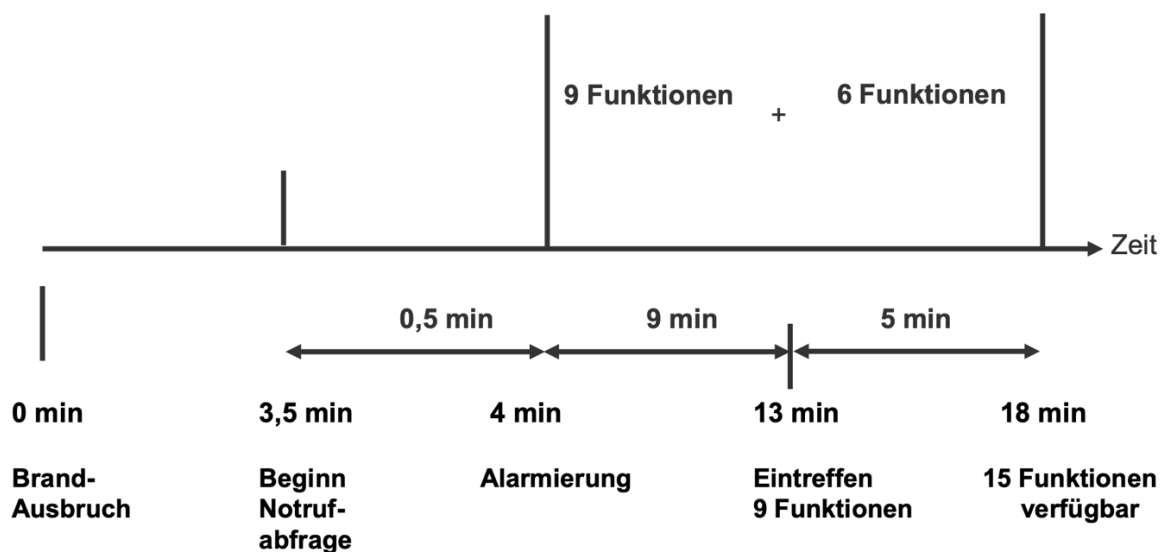 9 Funktionen + 6 Funktionen
Zeit
0,5 min 9 min 5 min
0 min 3,5 min 4 min 13 min 18 min
Brand-
Ausbruch
Beginn
Notruf-
abfrage
Alarmierung
Eintreffen
9 Funktionen
15 Funktionen
verfügbar